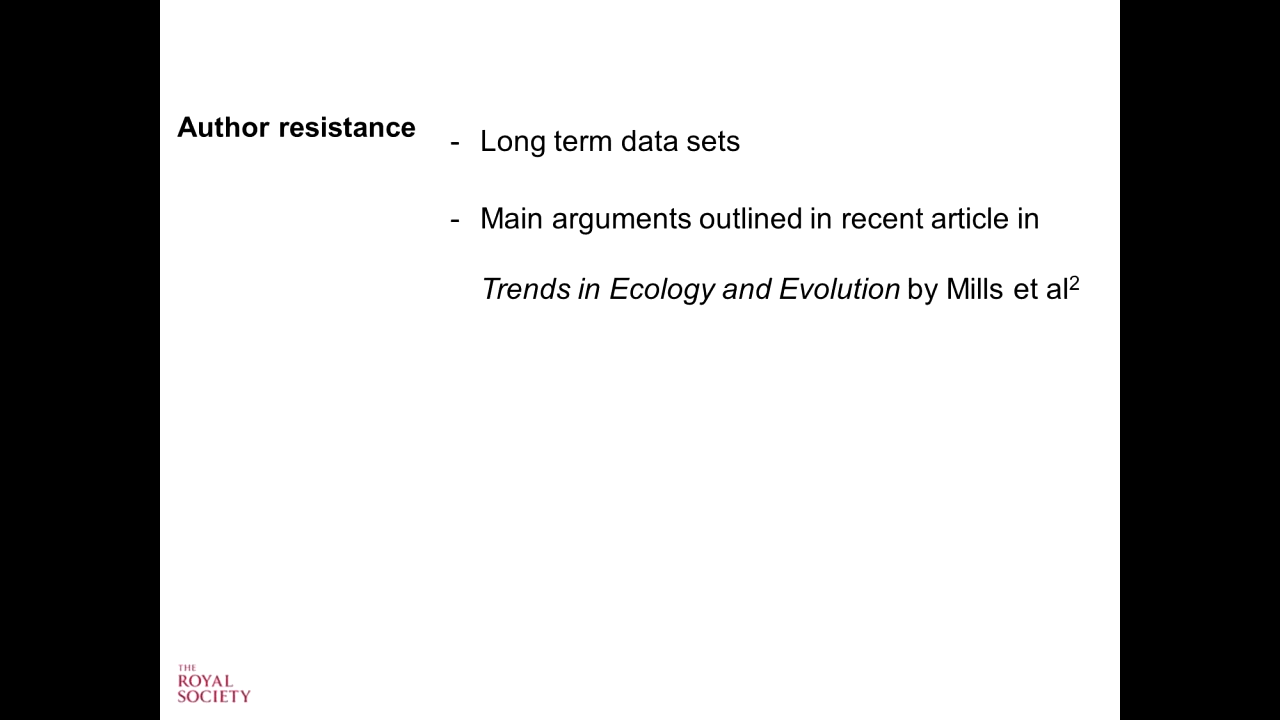 Author resistance
- Long term data sets
- Main arguments outlined in recent article in
Trends in Ecology and Evolution by Mills et al²
THE
ROYAL
SOCIETY